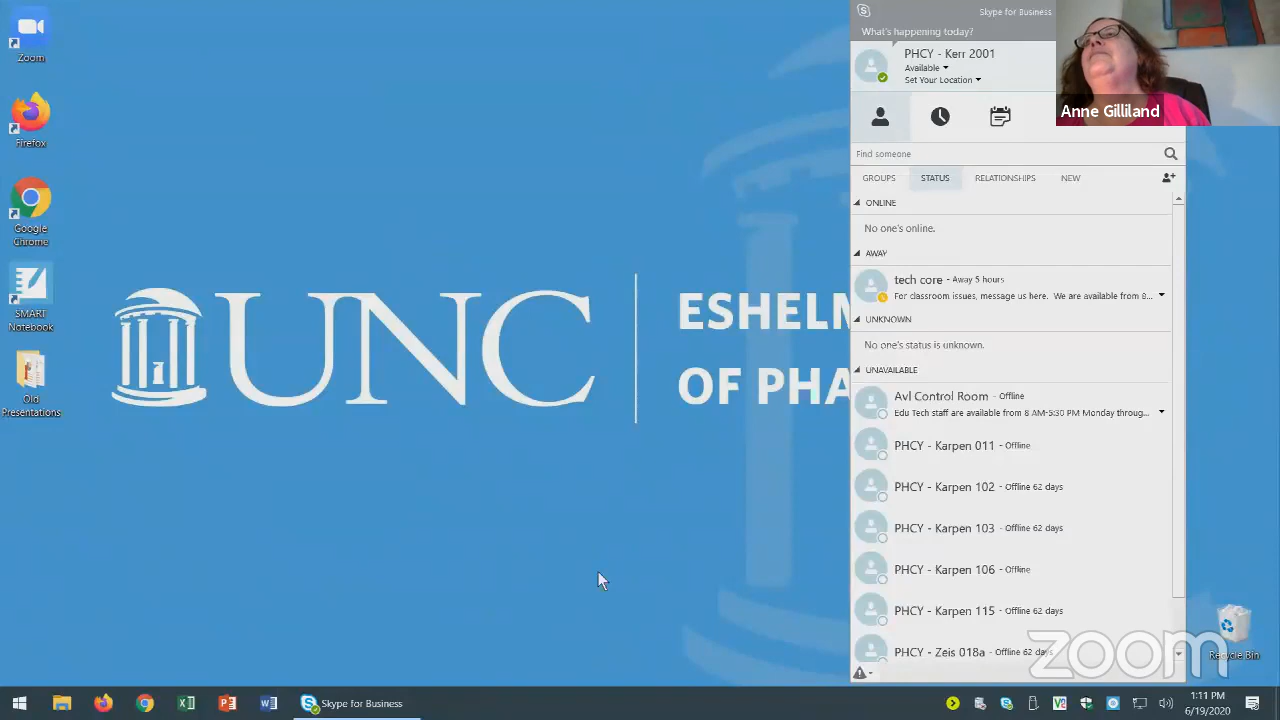 Zoom
Firefox
Google
Chrome
SMART
Notebook
Old
Presentations
UNC
ESHELM
OF PHA
Skype for Business
What's happening today?
PHCY - Kerr 2001
Available
Set Your Location
Anne Gilliland
Find someone
GROUPS STATUS RELATIONSHIPS NEW
ONLINE
No one's online.
AWAY
tech core - Away 5 hours
For classroom issues, message us here. We are available from 8...
UNKNOWN
No one's status is unknown.
UNAVAILABLE
Avl Control Room - Offline
Edu Tech staff are available from 8 AM-5:30 PM Monday throug...
PHCY - Karpen 011 - Offline
PHCY - Karpen 102 - Offline 62 days
PHCY - Karpen 103 - Offline 62 days
PHCY - Karpen 106 - Offline
PHCY - Karpen 115 - Offline 62 days
PHCY - Zeis 018a - Offline 62 days
zoom
Recycle Bin
Skype for Business
1:11 PM
6/19/2020